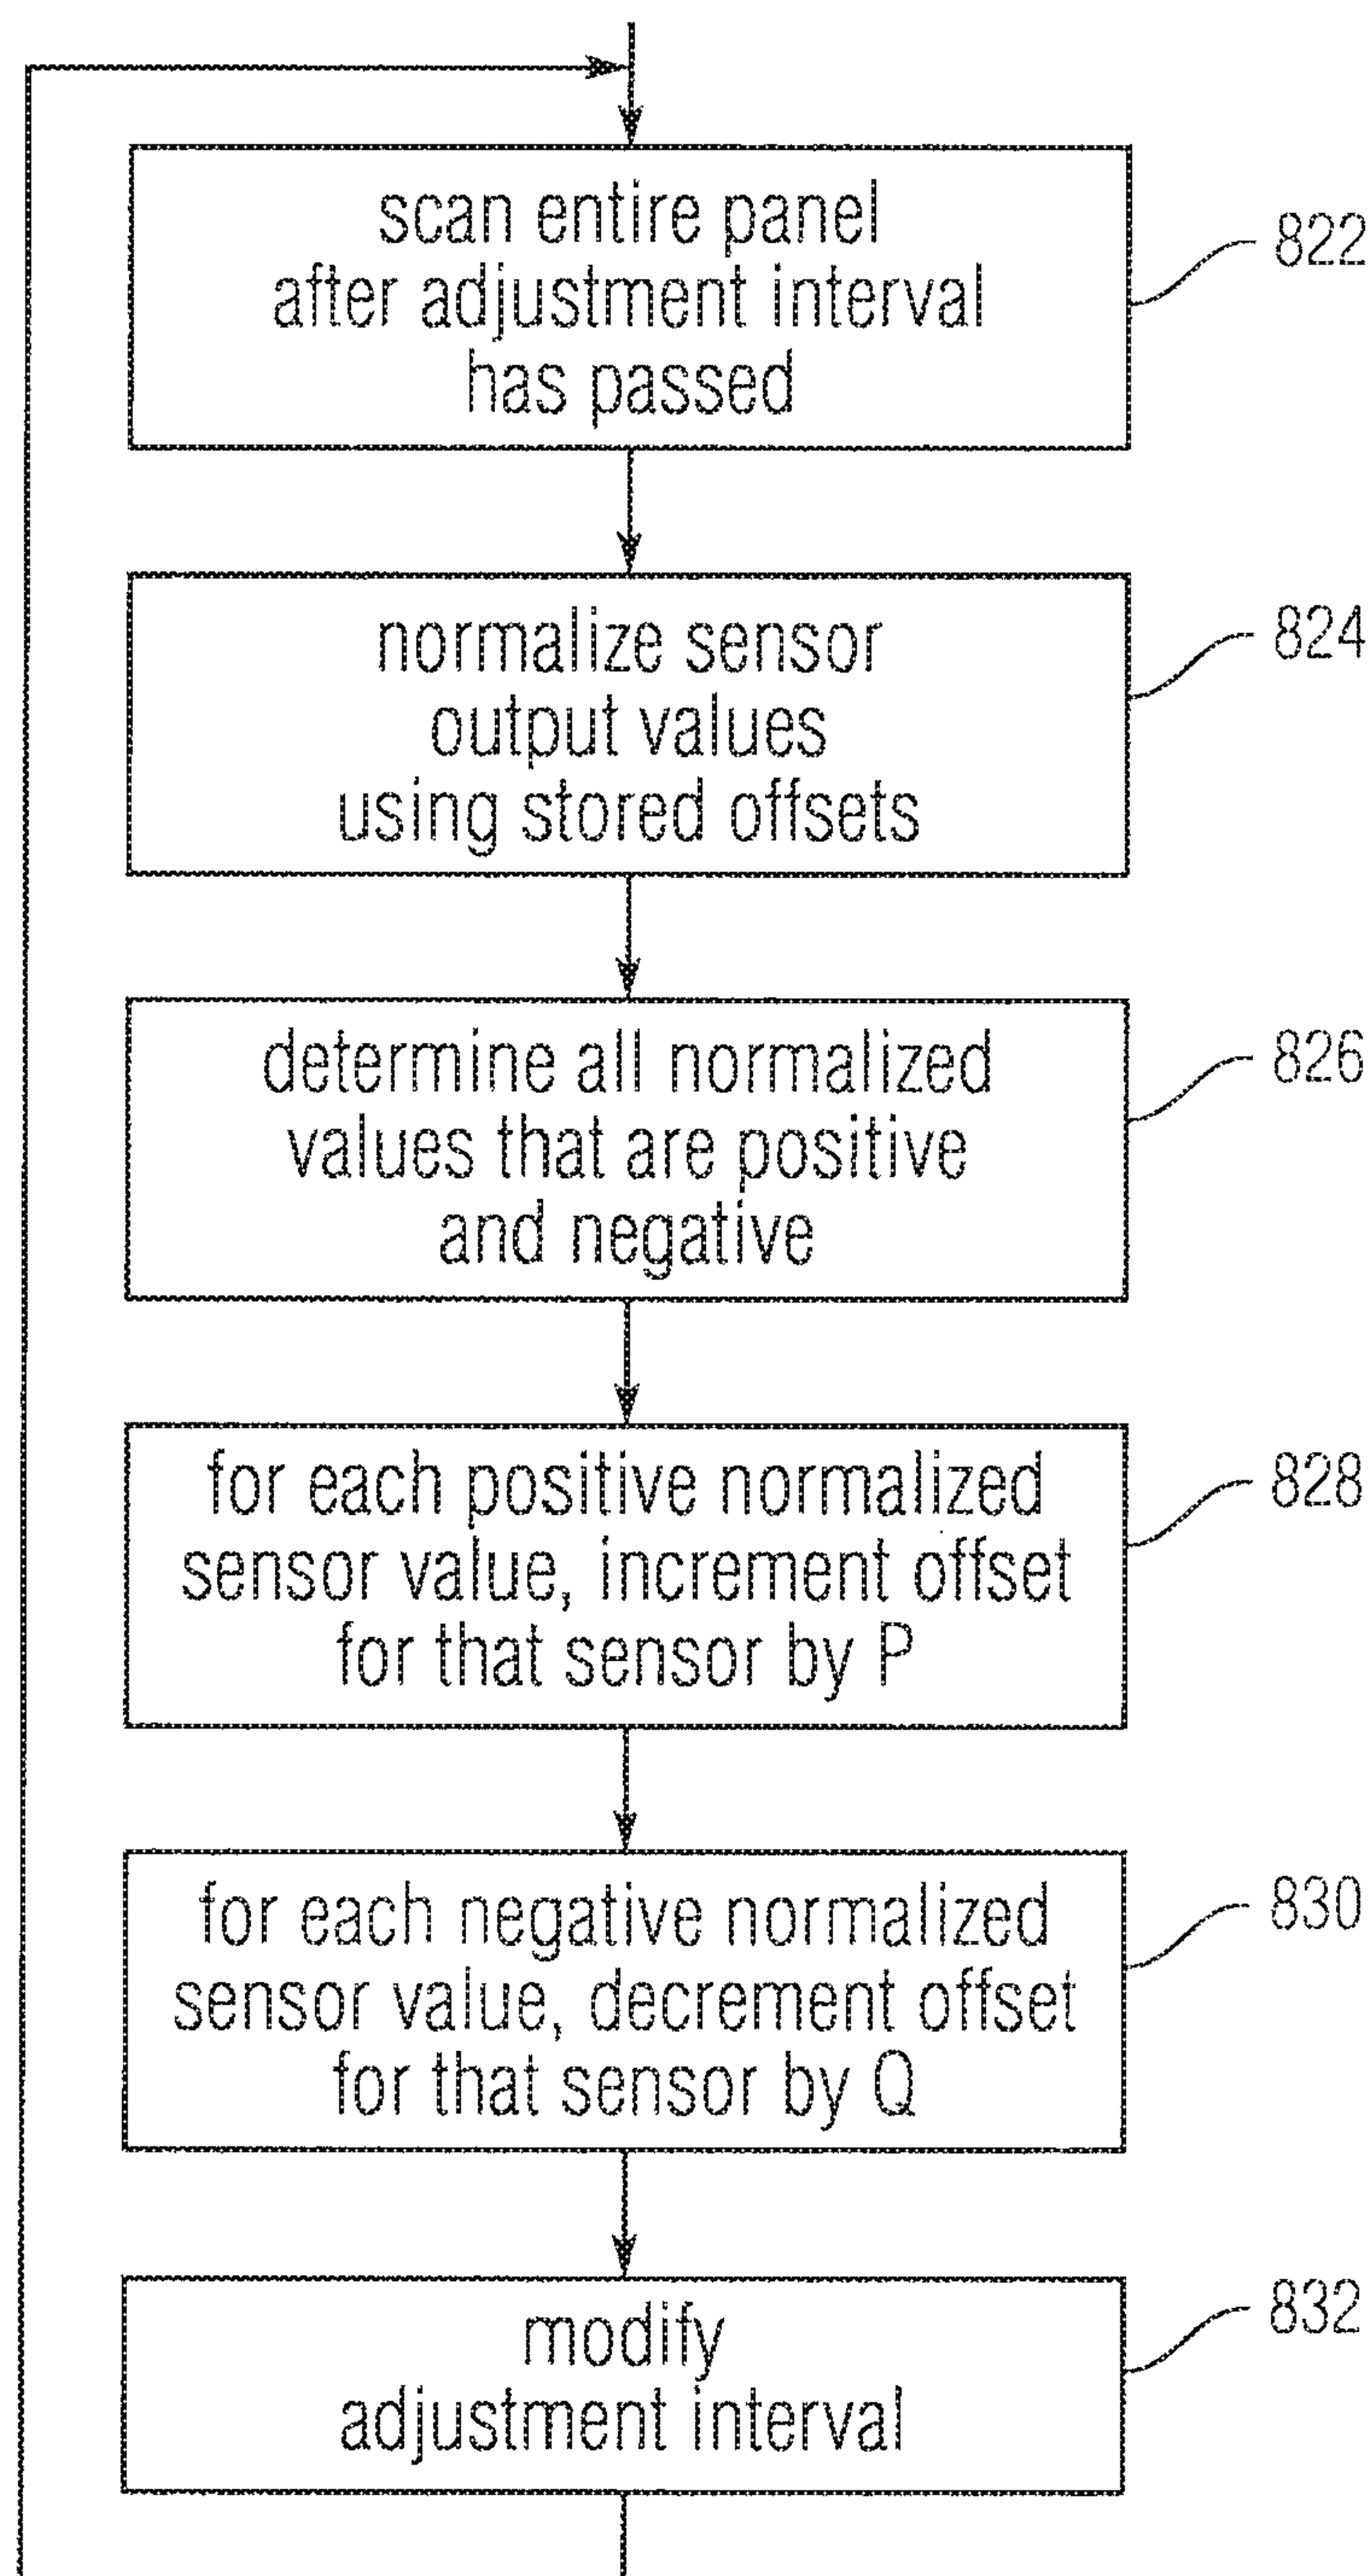 scan entire panel
after adjustment interval
has passed
822
normalize sensor
output values
using stored offsets
824
determine all normalized
values that are positive
and negative
826
for each positive normalized
sensor value, increment offset
for that sensor by P
828
for each negative normalized
sensor value, decrement offset
for that sensor by Q
830
modify
adjustment interval
832